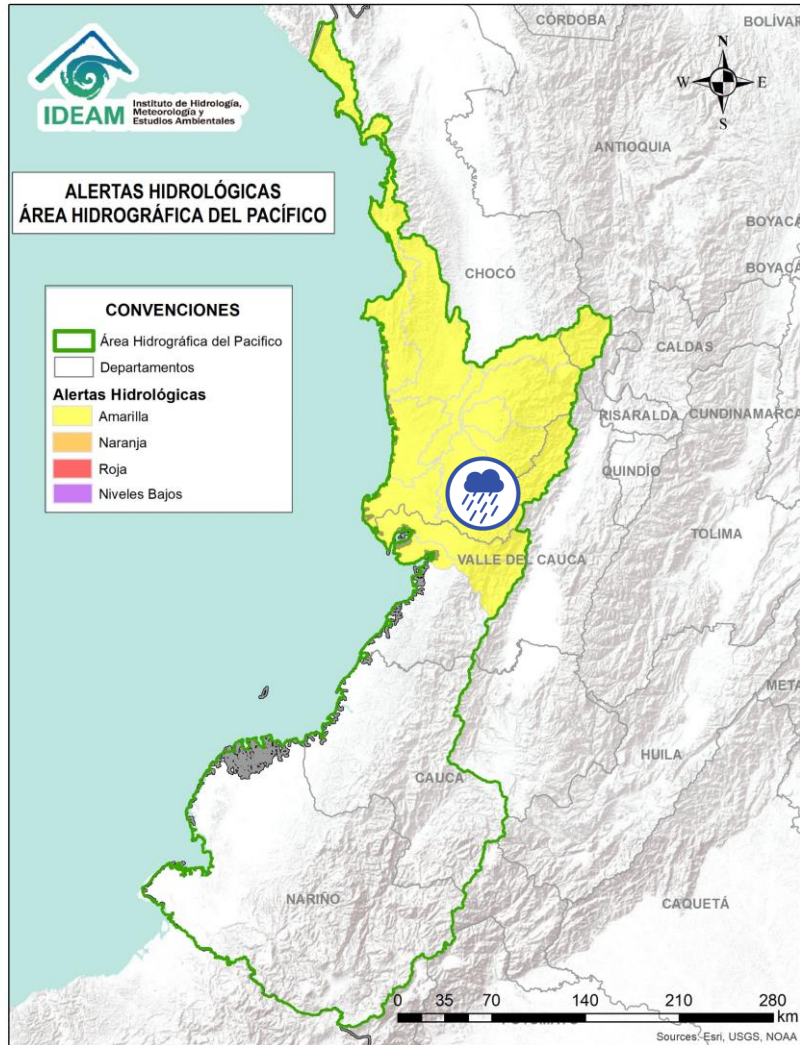 CÓRDOBA
BOLÍVAR
N
W E
S
IDEAM
Instituto de Hidrología,
Meteorología y
Estudios Ambientales
ANTIOQUIA
ALERTAS HIDROLÓGICAS
ÁREA HIDROGRÁFICA DEL PACÍFICO
BOYACÁ
BOYACÁ
CHOCÓ
CONVENCIONES
Área Hidrográfica del Pacifico
Departamentos
Alertas Hidrológicas
Amarilla
Naranja
Roja
Niveles Bajos
CALDAS
RISARALDA
CUNDINAMARCA
QUINDÍO
TOLIMA
VALLE DEL CAUCA
META
HUILA
CAUCA
NARIÑO
CAQUETÁ
0 35 70 140 210 280
km
Sources: Esri, USGS, NOAA